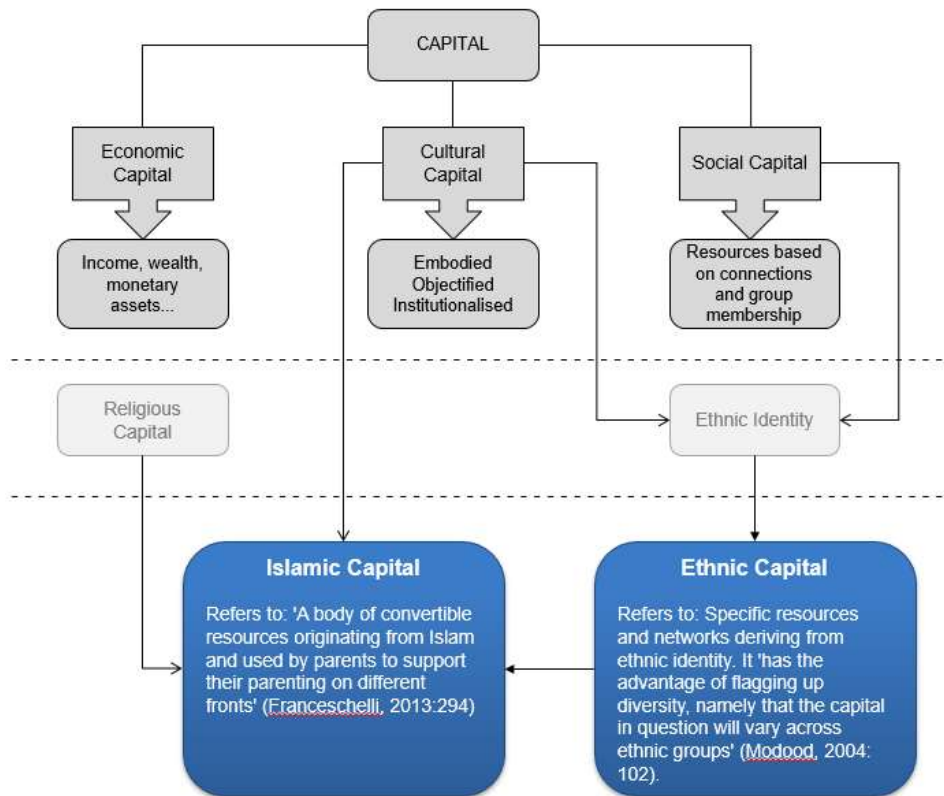 CAPITAL
Economic
Capital
Cultural
Capital
Social Capital
Income, wealth,
monetary
assets...
Embodied
Objectified
Institutionalised
Resources based
on connections
and group
membership
Religious
Capital
Ethnic Identity
Islamic Capital
Refers to: 'A body of convertible
resources originating from Islam
and used by parents to support
their parenting on different
fronts' (Franceschelli, 2013:294)
Ethnic Capital
Refers to: Specific resources
and networks deriving from
ethnic identity. It 'has the
advantage of flagging up
diversity, namely that the capital
in question will vary across
ethnic groups' (Modood, 2004:
102).